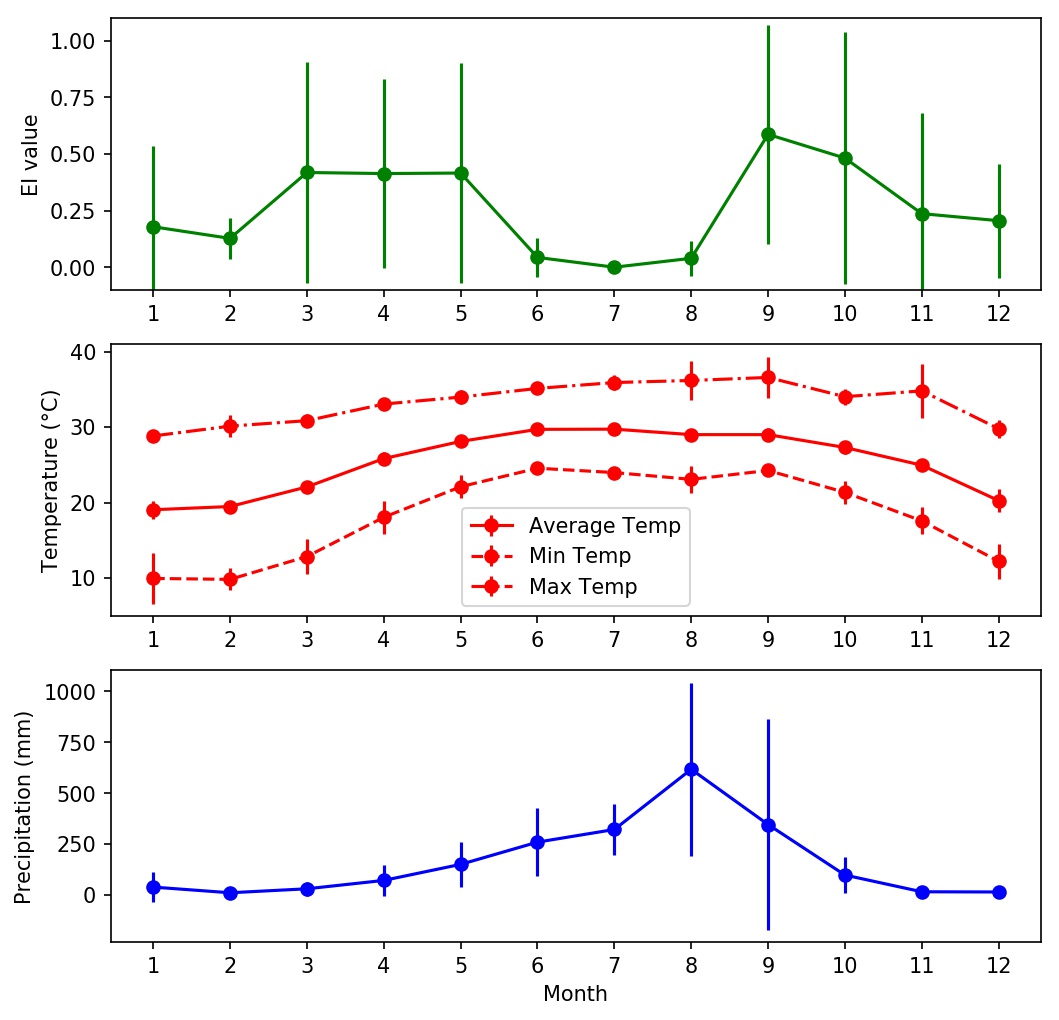 EI value
1.00
0.75
0.50
0.25
0.00
1 2 3 4 5 6 7 8 9 10 11 12
Temperature (°C)
40
30
20
10
Average Temp
Min Temp
Max Temp
1 2 3 4 5 6 7 8 9 10 11 12
Precipitation (mm)
1000
750
500
250
0
1 2 3 4 5 6 7 8 9 10 11 12
Month